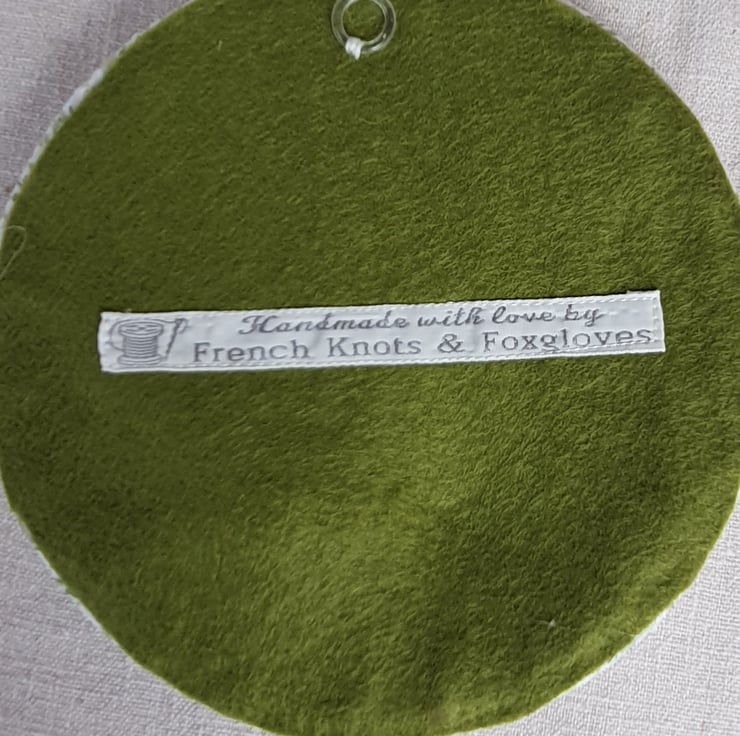 Handmade with love by
French Knots & Foxgloves